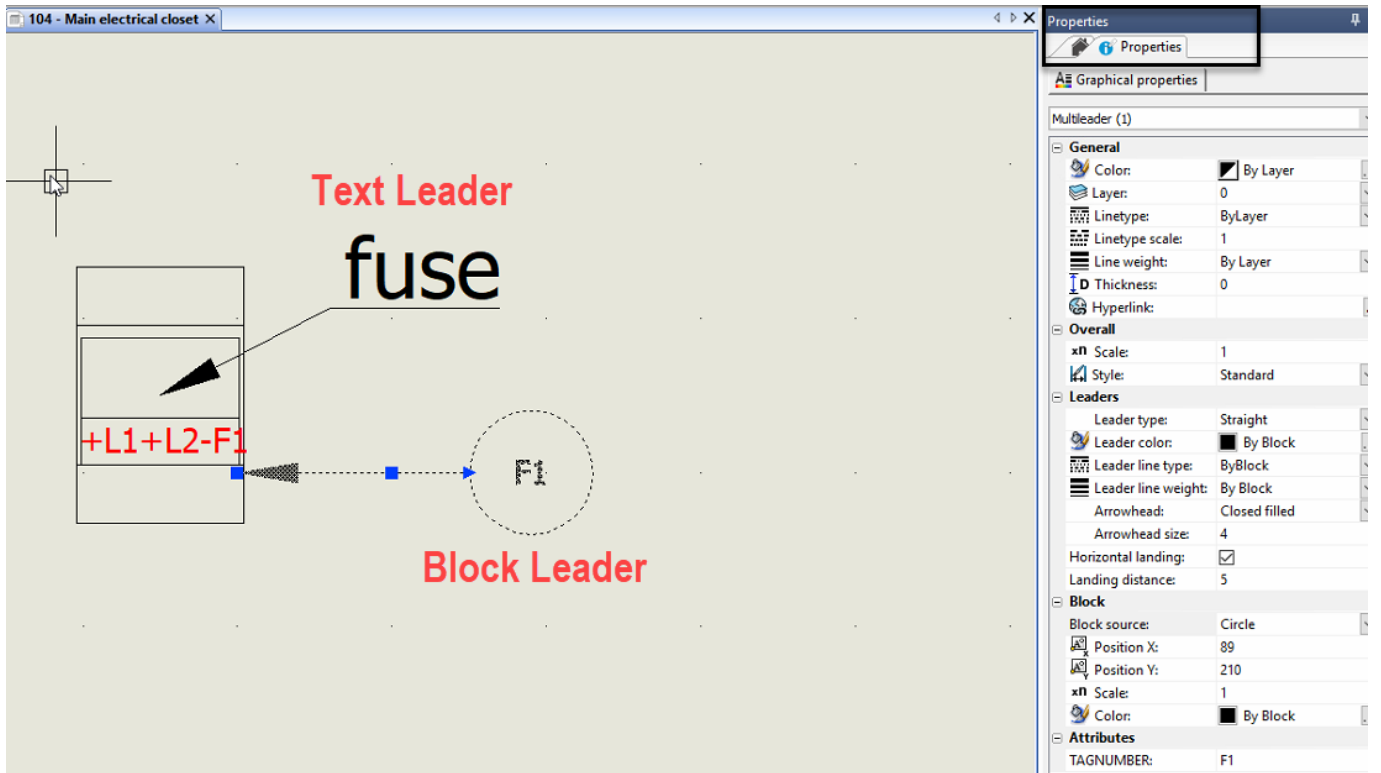 104 - Main electrical closet
Text Leader
fuse
+L1+L2-F1
F1
Block Leader
Properties
Properties
Graphical properties
Multileader (1)
General
Color: By Layer
Layer: 0
Linetype: ByLayer
Linetype scale: 1
Line weight: By Layer
D Thickness: 0
Hyperlink:
Overall
xn Scale: 1
Style: Standard
Leaders
Leader type: Straight
Leader color: By Block
Leader line type: ByBlock
Leader line weight: By Block
Arrowhead: Closed filled
Arrowhead size: 4
Horizontal landing:
Landing distance: 5
Block
Block source: Circle
Position X: 89
Position Y: 210
xn Scale: 1
Color: By Block
Attributes
TAGNUMBER: F1